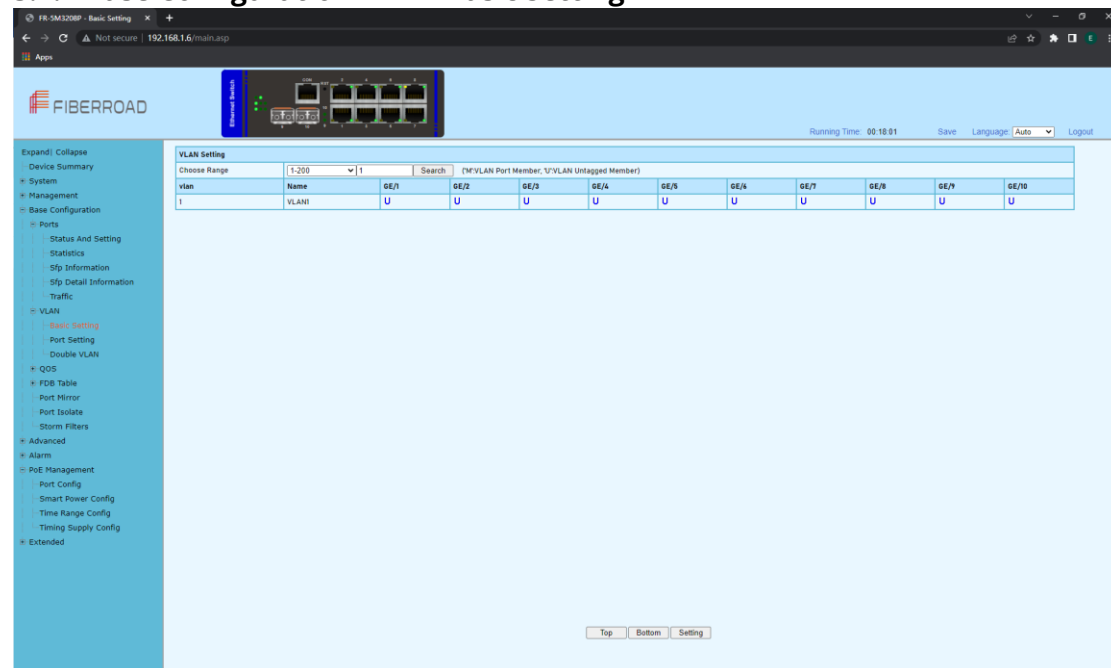 FR-5M3208P - Basic Setting
Not secure | 192.168.1.6/main.asp
E
Apps
FIBERROAD
Ethernet Switch
Running Time: 00:18:01 Save Language: Auto Logout
Expand| Collapse
Device Summary
System
Management
Base Configuration
Ports
Status And Setting
Statistics
Sfp Information
Sfp Detail Information
Traffic
VLAN
Basic Setting
Port Setting
Double VLAN
QOS
FDB Table
Port Mirror
Port Isolate
Storm Filters
Advanced
Alarm
PoE Management
Port Config
Smart Power Config
Time Range Config
Timing Supply Config
Extended
VLAN Setting
Choose Range 1-200 1 Search ('M':VLAN Port Member, 'U':VLAN Untagged Member)
vlan Name GE/1 GE/2 GE/3 GE/4 GE/5 GE/6 GE/7 GE/8 GE/9 GE/10
1 VLAN1 U U U U U U U U U U
Top Bottom Setting